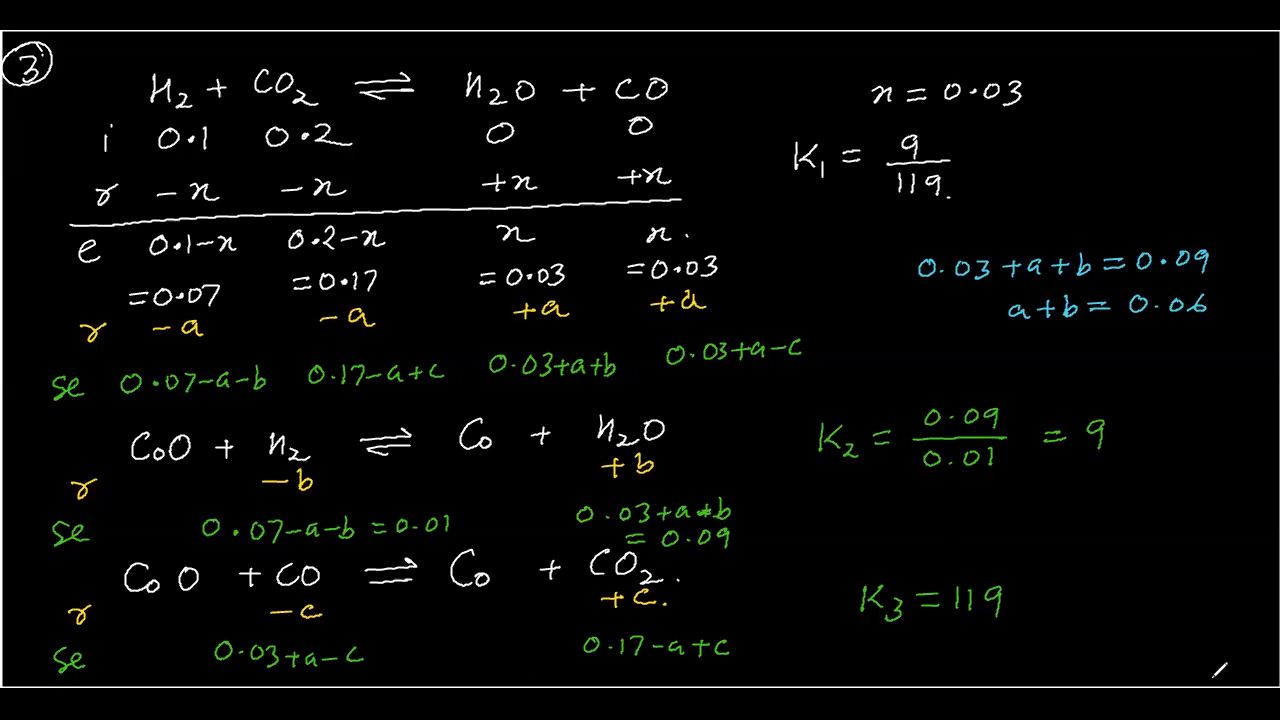 3
H₂ + CO₂ ⇌ H₂O + CO
i 0.1 0.2 0 0
r -x -x +x +x
e 0.1-x 0.2-x x x.
=0.07 =0.17 =0.03 =0.03
r -a -a +a +a
se 0.07-a-b 0.17-a+c 0.03+a+b 0.03+a-c
CoO + H₂ ⇌ Co + H₂O
r -b +b
se 0.07-a-b = 0.01 0.03+a+b
= 0.09
CoO + CO ⇌ Co + CO₂.
r -c +c.
se 0.03+a-c 0.17-a+c
x = 0.03
K₁ = 9/119.
0.03+a+b = 0.09
a+b = 0.06
K₂ = 0.09/0.01 = 9
K₃ = 119